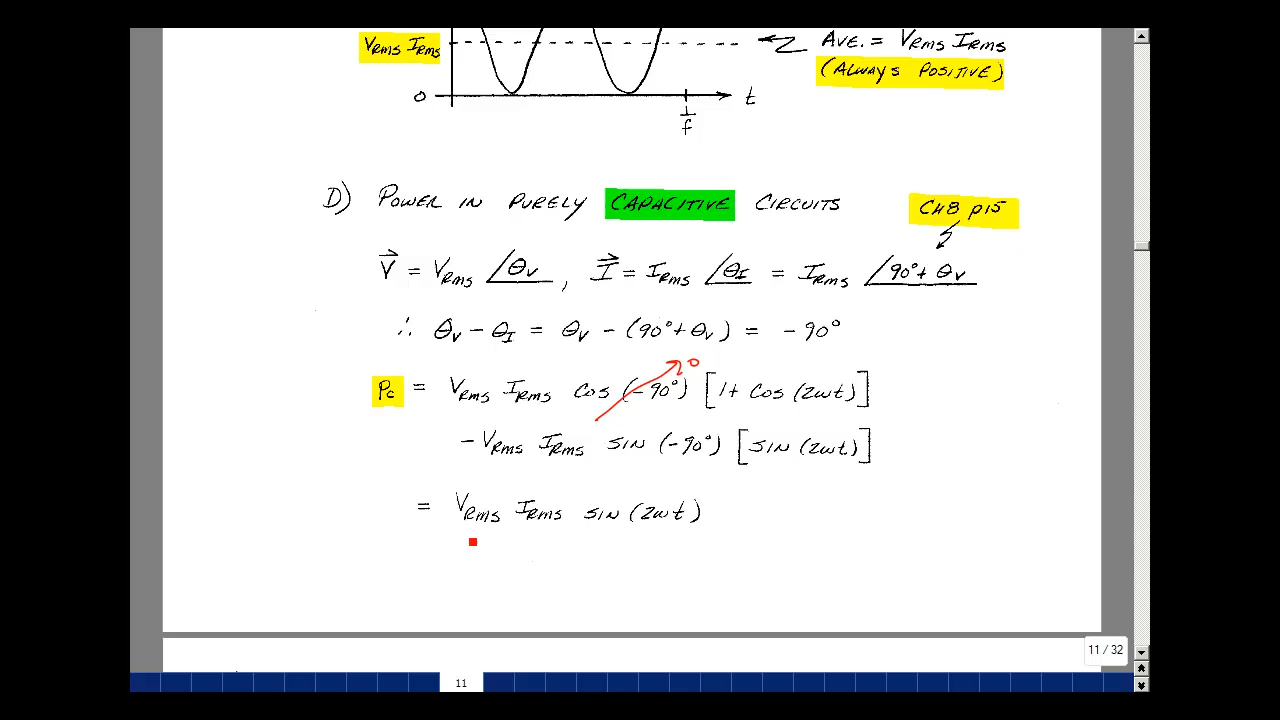 VRMS IRMS
AVE. = VRMS IRMS
(ALWAYS POSITIVE)
0
t
1/f
D) POWER IN PURELY CAPACITIVE CIRCUITS
CH8 p15
V⃗ = VRMS ∠θV , I⃗ = IRMS ∠θI = IRMS ∠90° + θV
∴ θV - θI = θV - (90° + θV) = - 90°
0
PC = VRMS IRMS COS (-90°) [1 + COS (2ωt)]
- VRMS IRMS SIN (-90°) [SIN (2ωt)]
= VRMS IRMS SIN (2ωt)
11 / 32
11